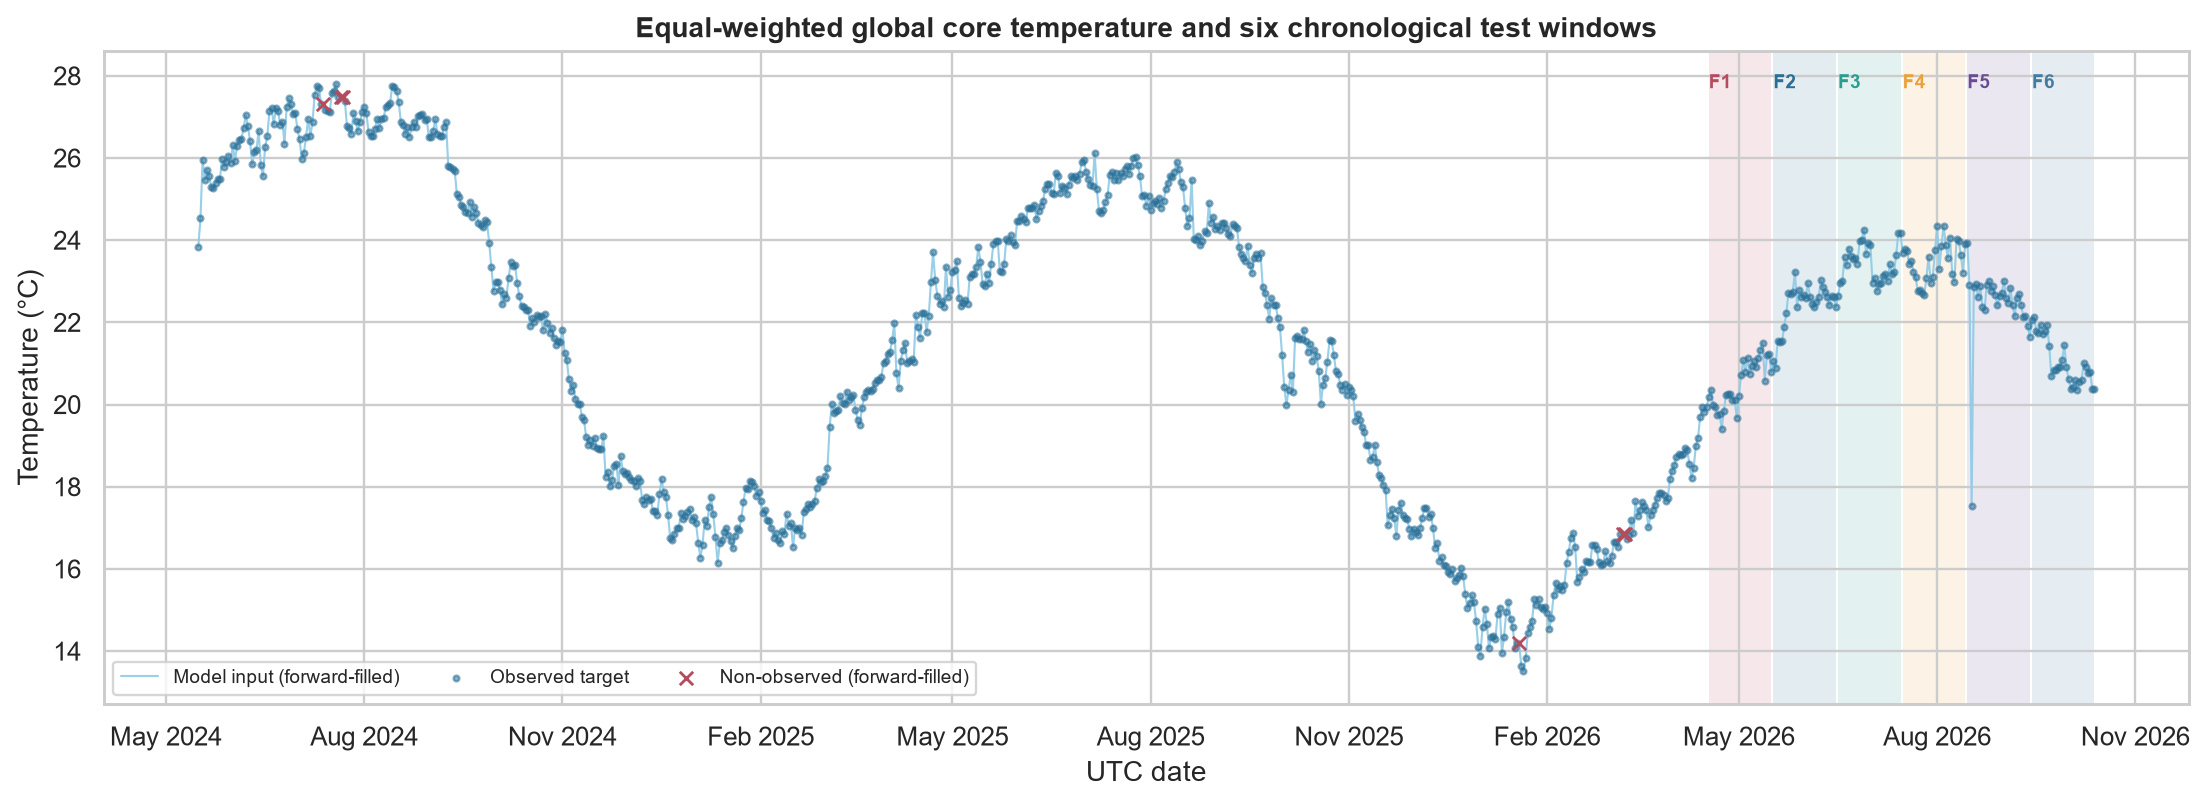 Equal-weighted global core temperature and six chronological test windows
F1 F2 F3 F4 F5 F6
Temperature (°C)
28
26
24
22
20
18
16
14
Model input (forward-filled) Observed target Non-observed (forward-filled)
May 2024 Aug 2024 Nov 2024 Feb 2025 May 2025 Aug 2025 Nov 2025 Feb 2026 May 2026 Aug 2026 Nov 2026
UTC date